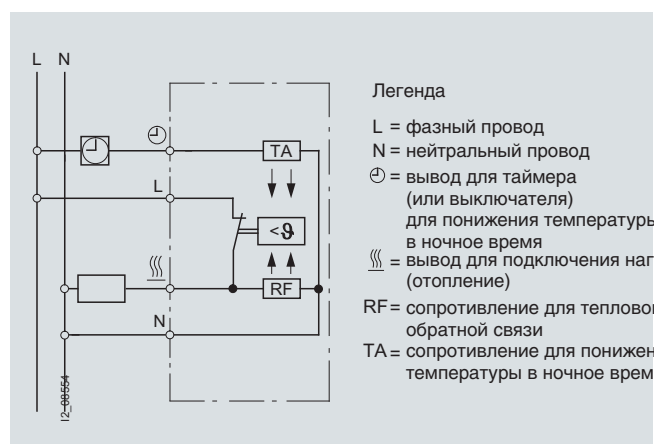 L N
TA
L
<ϑ
RF
N
I2_08554
Легенда
L = фазный провод
N = нейтральный провод
= вывод для таймера
(или выключателя)
для понижения температуры
в ночное время
= вывод для подключения наг
(отопление)
RF = сопротивление для теплово
обратной связи
TA = сопротивление для понижен
температуры в ночное врем